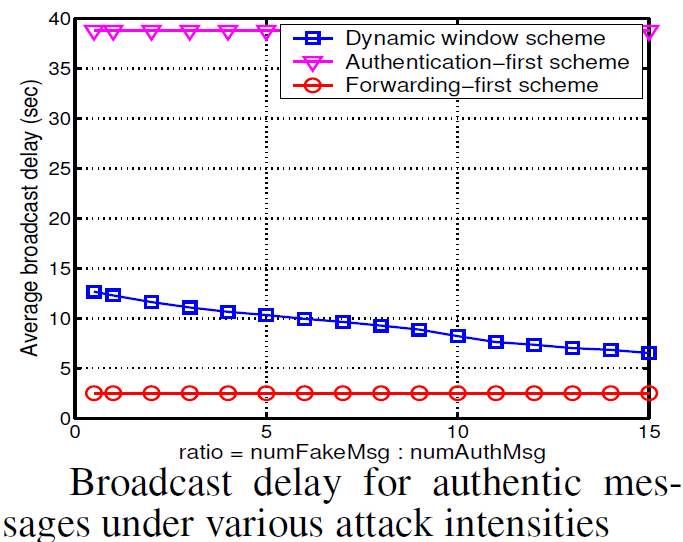 40
35
30
25
20
15
10
5
0
Average broadcast delay (sec)
Dynamic window scheme
Authentication−first scheme
Forwarding−first scheme
0 5 10 15
ratio = numFakeMsg : numAuthMsg
Broadcast delay for authentic mes-
sages under various attack intensities